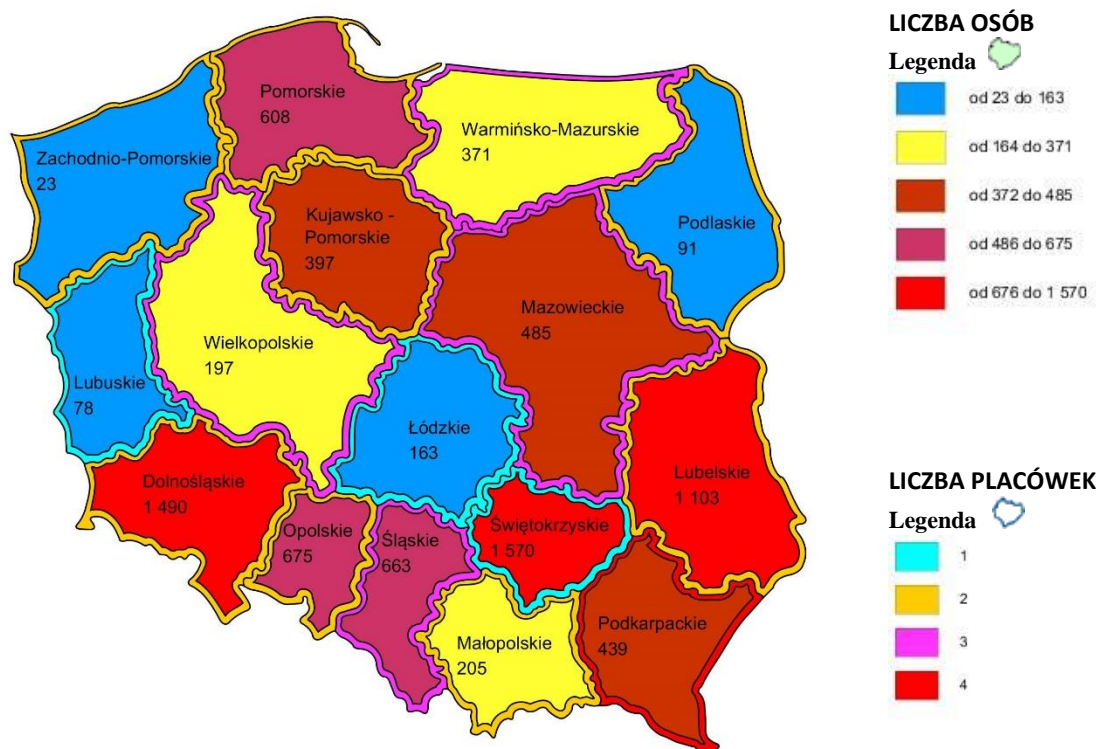 LICZBA OSÓB
Legenda
od 23 do 163
od 164 do 371
od 372 do 485
od 486 do 675
od 676 do 1 570
Pomorskie
608
Warmińsko-Mazurskie
371
Zachodnio-Pomorskie
23
Podlaskie
91
Kujawsko -
Pomorskie
397
Mazowieckie
485
Wielkopolskie
197
Lubuskie
78
Łódzkie
163
Dolnośląskie
1 490
Lubelskie
1 103
Opolskie
675
Śląskie
663
Świętokrzyskie
1 570
Małopolskie
205
Podkarpackie
439
LICZBA PLACÓWEK
Legenda
1
2
3
4